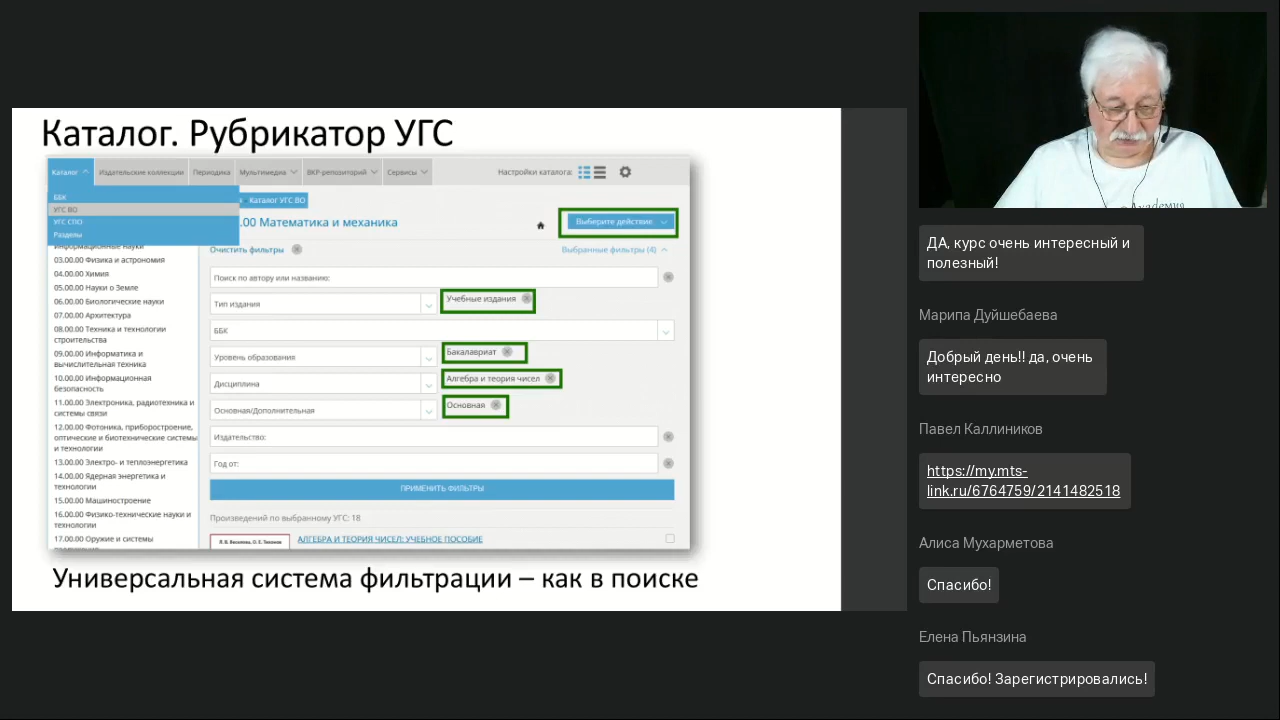 Каталог. Рубрикатор УГС
Каталог
Издательские коллекции
Периодика
Мультимедиа
ВКР-репозиторий
Сервисы
Настройки каталога:
ББК
УГС ВО
УГС СПО
Разделы
Каталог УГС ВО
.00 Математика и механика
Выберите действие
информационные науки
03.00.00 Физика и астрономия
04.00.00 Химия
05.00.00 Науки о Земле
06.00.00 Биологические науки
07.00.00 Архитектура
08.00.00 Техника и технологии
строительства
09.00.00 Информатика и
вычислительная техника
10.00.00 Информационная
безопасность
11.00.00 Электроника, радиотехника и
системы связи
12.00.00 Фотоника, приборостроение,
оптические и биотехнические системы
и технологии
13.00.00 Электро- и теплоэнергетика
14.00.00 Ядерная энергетика и
технологии
15.00.00 Машиностроение
16.00.00 Физико-технические науки и
технологии
17.00.00 Оружие и системы
Очистить фильтры
Выбранные фильтры (4)
Поиск по автору или названию:
Тип издания
Учебные издания
ББК
Уровень образования
Бакалавриат
Дисциплина
Алгебра и теория чисел
Основная/Дополнительная
Основная
Издательство:
Год от:
ПРИМЕНИТЬ ФИЛЬТРЫ
Произведений по выбранному УГС: 18
АЛГЕБРА И ТЕОРИЯ ЧИСЕЛ: УЧЕБНОЕ ПОСОБИЕ
Универсальная система фильтрации – как в поиске
ДА, курс очень интересный и
полезный!
Марипа Дуйшебаева
Добрый день!! да, очень
интересно
Павел Каллиников
https://my.mts-
link.ru/6764759/2141482518
Алиса Мухарметова
Спасибо!
Елена Пьянзина
Спасибо! Зарегистрировались!